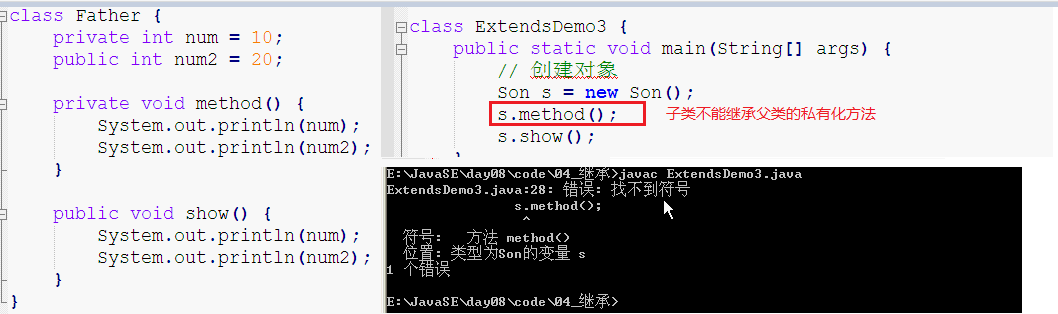 class Father {
    private int num = 10;
    public int num2 = 20;
    private void method() {
        System.out.println(num);
        System.out.println(num2);
    }
    public void show() {
        System.out.println(num);
        System.out.println(num2);
    }
}
class ExtendsDemo3 {
    public static void main(String[] args) {
        // 创建对象
        Son s = new Son();
        s.method(); 子类不能继承父类的私有化方法
        s.show();
E:\JavaSE\day08\code\04_继承>javac ExtendsDemo3.java
ExtendsDemo3.java:28: 错误: 找不到符号
                s.method();
                 ^
  符号:   方法 method()
  位置: 类型为Son的变量 s
1 个错误
E:\JavaSE\day08\code\04_继承>